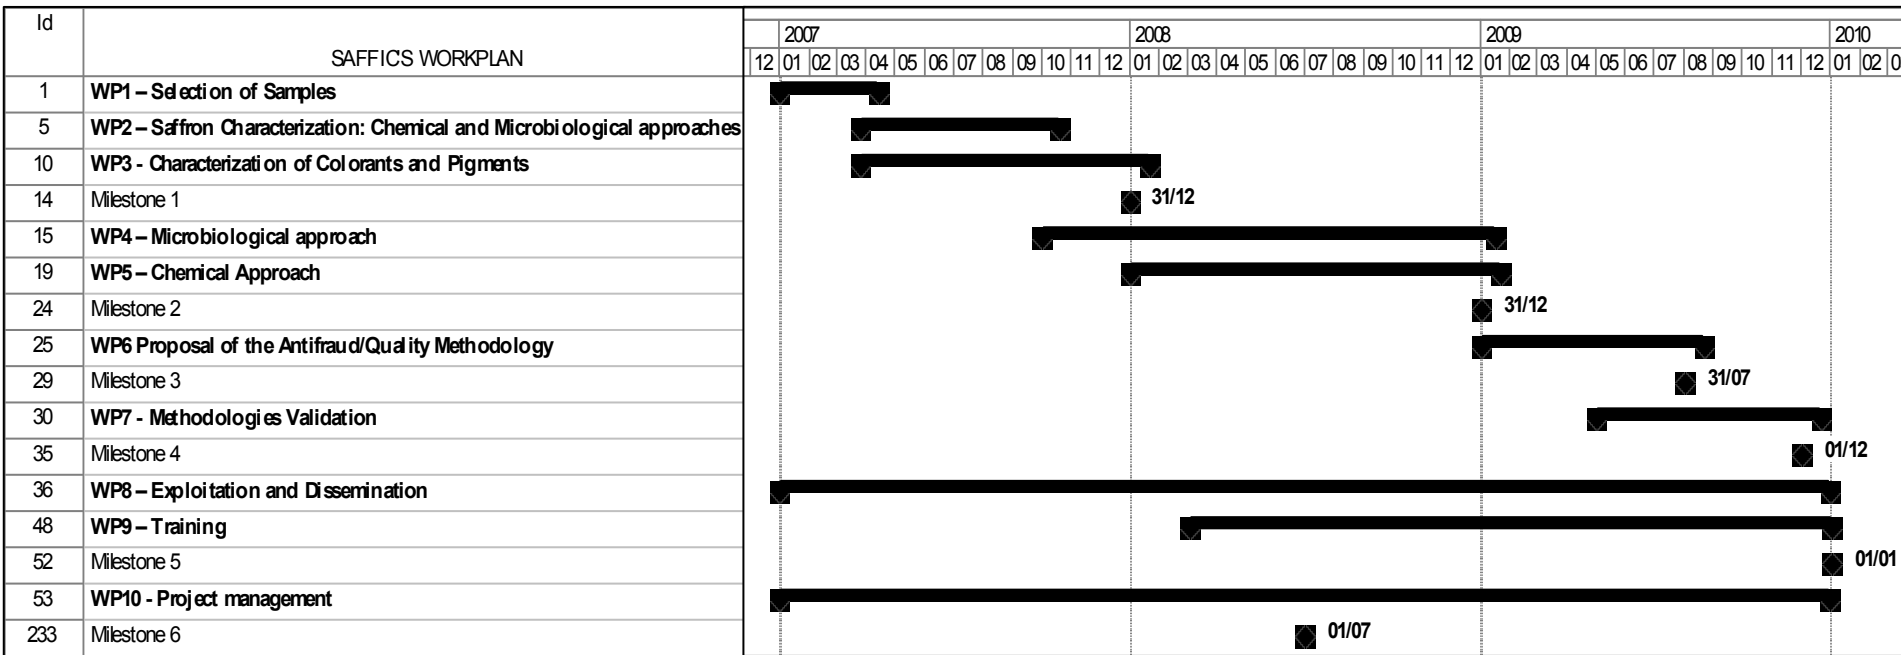 Id
SAFFIC'S WORKPLAN
2007 2008 2009 2010
12 01 02 03 04 05 06 07 08 09 10 11 12 01 02 03 04 05 06 07 08 09 10 11 12 01 02 03 04 05 06 07 08 09 10 11 12 01 02 0
1 WP1 – Selection of Samples
5 WP2 – Saffron Characterization: Chemical and Microbiological approaches
10 WP3 - Characterization of Colorants and Pigments
14 Milestone 1 31/12
15 WP4 – Microbiological approach
19 WP5 – Chemical Approach
24 Milestone 2 31/12
25 WP6 Proposal of the Antifraud/Quality Methodology
29 Milestone 3 31/07
30 WP7 - Methodologies Validation
35 Milestone 4 01/12
36 WP8 – Exploitation and Dissemination
48 WP9 – Training
52 Milestone 5 01/01
53 WP10 - Project management
233 Milestone 6 01/07